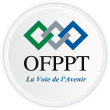 OFPPT
La Voie de l'Avenir